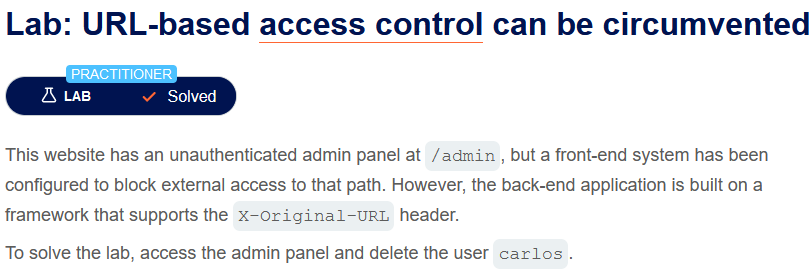 Lab: URL-based access control can be circumvented
PRACTITIONER
LAB Solved
This website has an unauthenticated admin panel at /admin, but a front-end system has been
configured to block external access to that path. However, the back-end application is built on a
framework that supports the X-Original-URL header.
To solve the lab, access the admin panel and delete the user carlos.